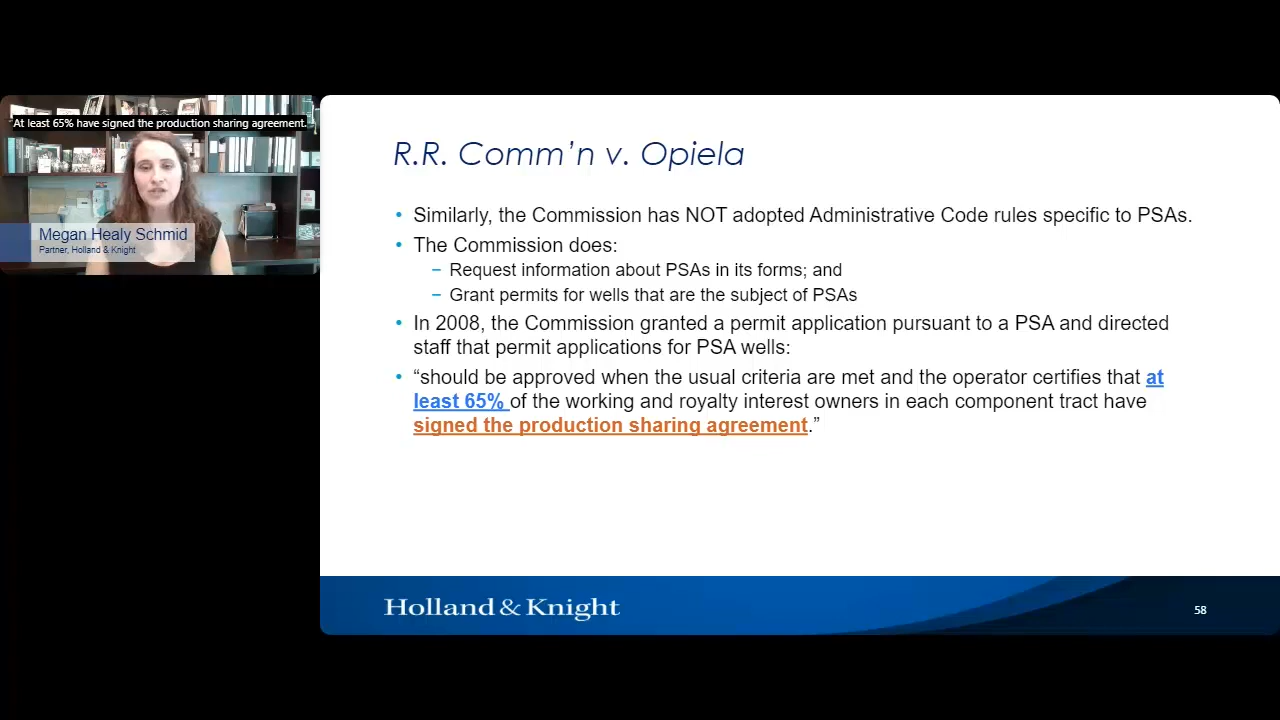 At least 65% have signed the production sharing agreement.
Megan Healy Schmid
Partner, Holland & Knight
R.R. Comm’n v. Opiela
• Similarly, the Commission has NOT adopted Administrative Code rules specific to PSAs.
• The Commission does:
− Request information about PSAs in its forms; and
− Grant permits for wells that are the subject of PSAs
• In 2008, the Commission granted a permit application pursuant to a PSA and directed
staff that permit applications for PSA wells:
• “should be approved when the usual criteria are met and the operator certifies that at
least 65% of the working and royalty interest owners in each component tract have
signed the production sharing agreement.”
Holland & Knight
58